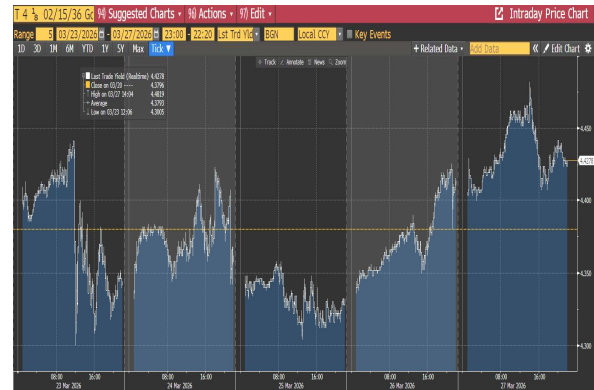 T 4 ⅛ 02/15/36 Gc 94) Suggested Charts 96) Actions 97) Edit Intraday Price Chart
Range 5 03/23/2026 - 03/27/2026 23:00 - 22:20 Lst Trd Yld BGN Local CCY Key Events
1D 3D 1M 6M YTD 1Y 5Y Max Tick ▼ + Related Data Add Data « Edit Chart
+ Track Annotate News Zoom
Last Trade Yield (Realtime) 4.4278
Close on 03/20 ---- 4.3796
High on 03/27 14:04 4.4819
Average 4.3793
Low on 03/23 12:06 4.3005
4.450
4.4278
4.400
4.350
4.300
08:00 16:00 08:00 16:00 08:00 16:00 08:00 16:00 08:00 16:00
23 Mar 2026 24 Mar 2026 25 Mar 2026 26 Mar 2026 27 Mar 2026